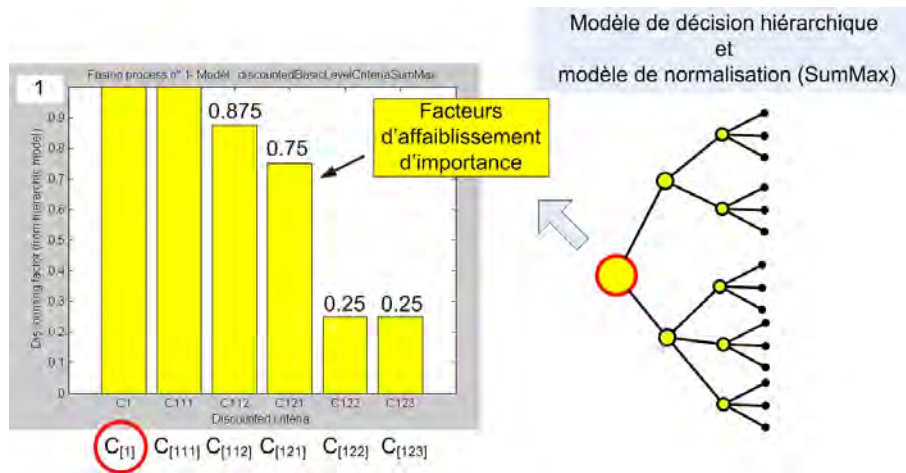 Modèle de décision hiérarchique
et
modèle de normalisation (SumMax)
Fusion process n° 1- Model : discountedBasicLevelCriteriaSumMax
1
Facteurs
d'affaiblissement
d'importance
0.875
0.75
0.25 0.25
0.9
0.8
0.7
0.6
0.5
0.4
0.3
0.2
0.1
0
Discounting factor (from hierarchic model)
C1 C111 C112 C121 C122 C123
Discounted criteria
C[1] C[111] C[112] C[121] C[122] C[123]